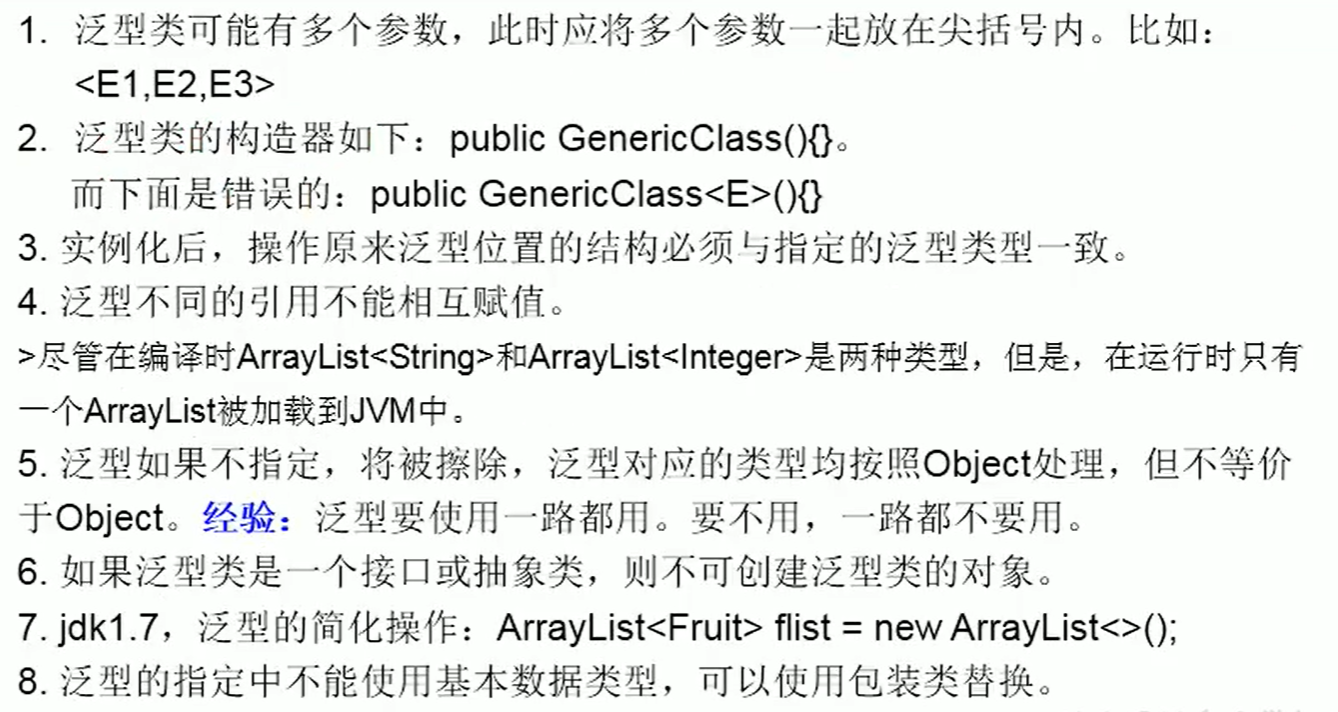 1. 泛型类可能有多个参数，此时应将多个参数一起放在尖括号内。比如：
<E1,E2,E3>
2. 泛型类的构造器如下：public GenericClass(){}。
而下面是错误的：public GenericClass<E>(){}
3. 实例化后，操作原来泛型位置的结构必须与指定的泛型类型一致。
4. 泛型不同的引用不能相互赋值。
>尽管在编译时ArrayList<String>和ArrayList<Integer>是两种类型，但是，在运行时只有
一个ArrayList被加载到JVM中。
5. 泛型如果不指定，将被擦除，泛型对应的类型均按照Object处理，但不等价
于Object。经验：泛型要使用一路都用。要不用，一路都不要用。
6. 如果泛型类是一个接口或抽象类，则不可创建泛型类的对象。
7. jdk1.7，泛型的简化操作：ArrayList<Fruit> flist = new ArrayList<>();
8. 泛型的指定中不能使用基本数据类型，可以使用包装类替换。